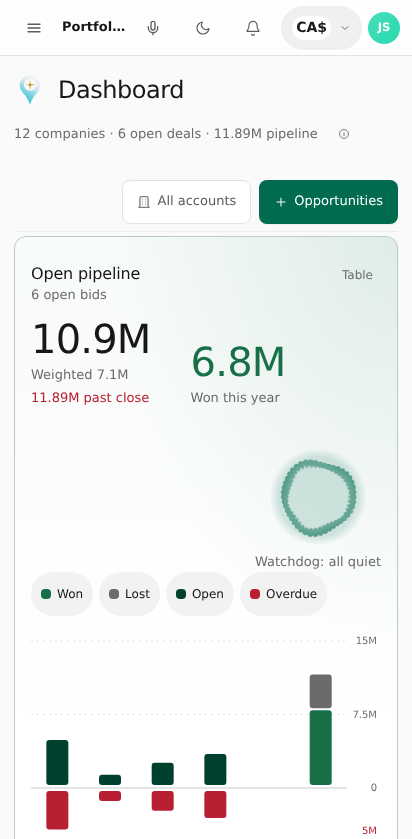 Portfol...
CA$
JS
Dashboard
12 companies · 6 open deals · 11.89M pipeline
All accounts
+ Opportunities
Open pipeline
Table
6 open bids
10.9M
6.8M
Weighted 7.1M
11.89M past close
Won this year
Watchdog: all quiet
Won
Lost
Open
Overdue
15M
7.5M
0
5M